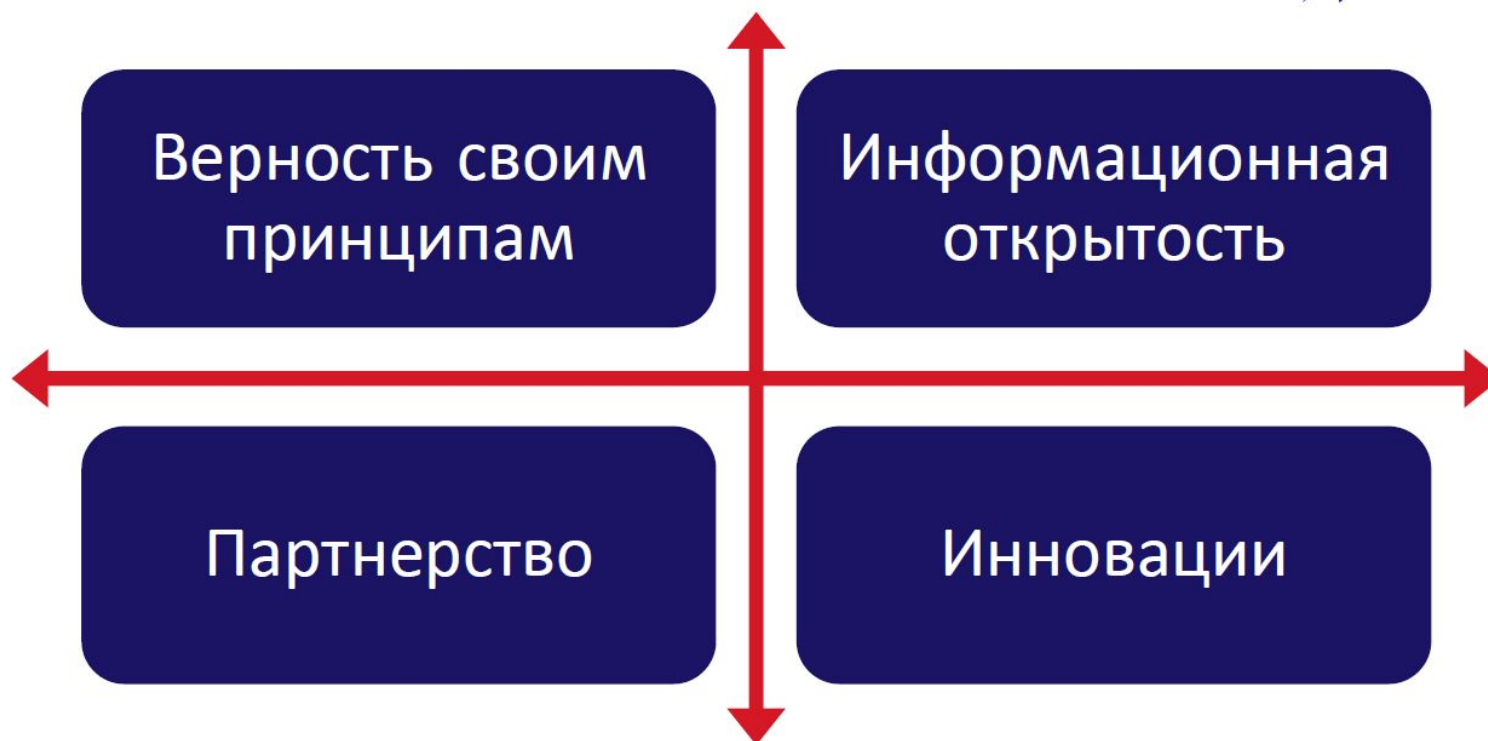 Верность своим
принципам
Информационная
открытость
Партнерство
Инновации